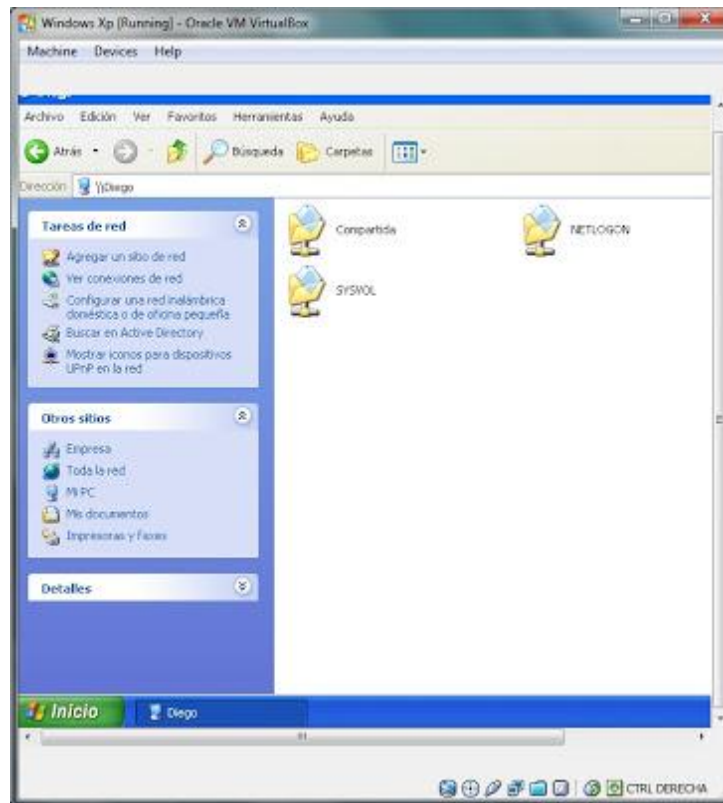 Windows Xp [Running] - Oracle VM VirtualBox
Machine Devices Help
Archivo Edición Ver Favoritos Herramientas Ayuda
Atrás Búsqueda Carpetas
Dirección \\Diego
Tareas de red
Agregar un sitio de red
Ver conexiones de red
Configurar una red inalámbrica
doméstica o de oficina pequeña
Buscar en Active Directory
Mostrar iconos para dispositivos
UPnP en la red
Otros sitios
Empresa
Toda la red
Mi PC
Mis documentos
Impresoras y faxes
Detalles
Compartida
NETLOGON
SYSVOL
Inicio
Diego
CTRL DERECHA